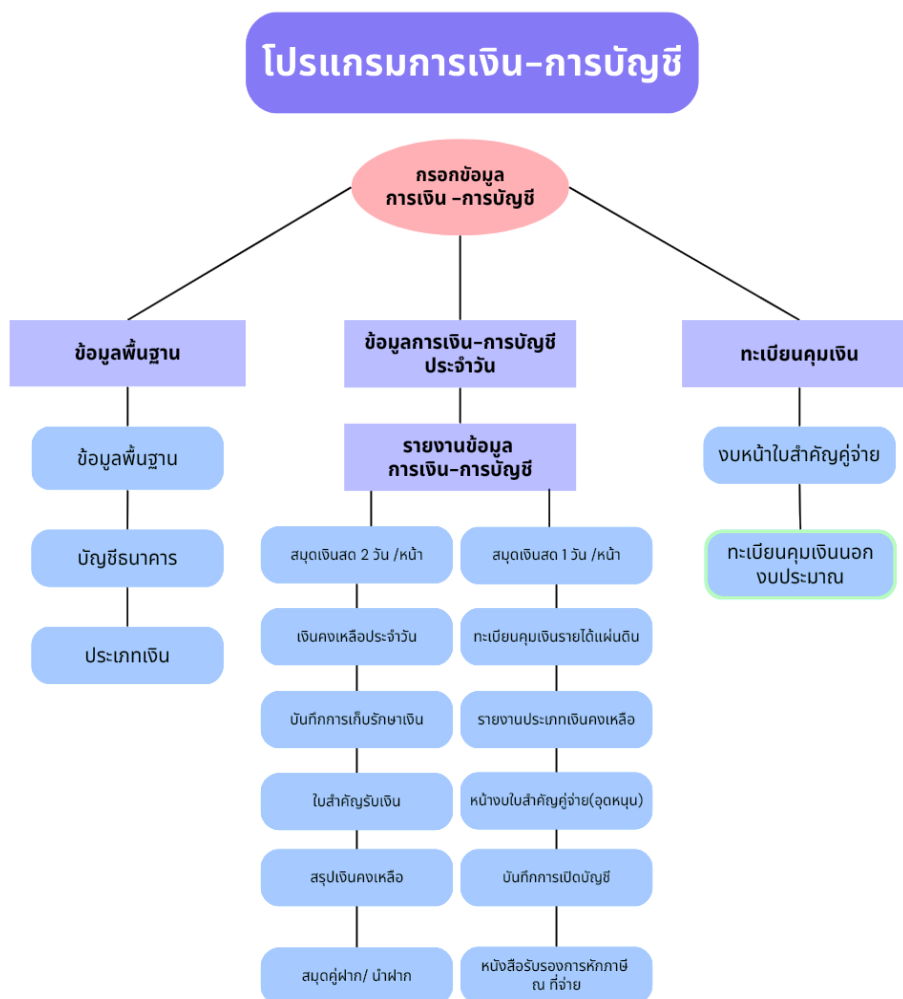 โปรแกรมการเงิน-การบัญชี
กรอกข้อมูล
การเงิน -การบัญชี
ข้อมูลพื้นฐาน
ข้อมูลพื้นฐาน
บัญชีธนาคาร
ประเภทเงิน
ข้อมูลการเงิน-การบัญชี
ประจำวัน
รายงานข้อมูล
การเงิน-การบัญชี
สมุดเงินสด 2 วัน /หน้า
เงินคงเหลือประจำวัน
บันทึกการเก็บรักษาเงิน
ใบสำคัญรับเงิน
สรุปเงินคงเหลือ
สมุดคู่ฝาก/ นำฝาก
สมุดเงินสด 1 วัน /หน้า
ทะเบียนคุมเงินรายได้แผ่นดิน
รายงานประเภทเงินคงเหลือ
หน้างบใบสำคัญคู่จ่าย(อุดหนุน)
บันทึกการเปิดบัญชี
หนังสือรับรองการหักภาษี
ณ ที่จ่าย
ทะเบียนคุมเงิน
งบหน้าใบสำคัญคู่จ่าย
ทะเบียนคุมเงินนอก
งบประมาณ